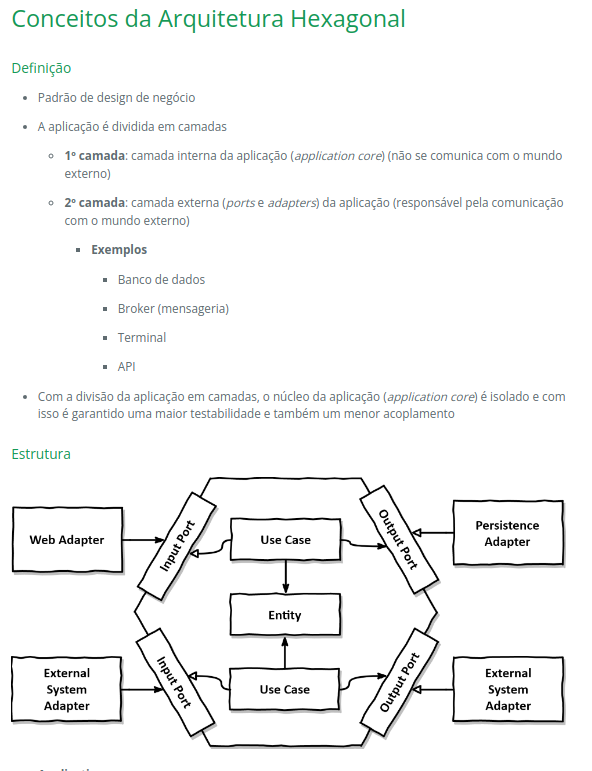 Conceitos da Arquitetura Hexagonal
Definição
Padrão de design de negócio
A aplicação é dividida em camadas
1º camada: camada interna da aplicação (application core) (não se comunica com o mundo
externo)
2º camada: camada externa (ports e adapters) da aplicação (responsável pela comunicação
com o mundo externo)
Exemplos
Banco de dados
Broker (mensageria)
Terminal
API
Com a divisão da aplicação em camadas, o núcleo da aplicação (application core) é isolado e com
isso é garantido uma maior testabilidade e também um menor acoplamento
Estrutura
Web Adapter
Input Port
Use Case
Output Port
Persistence
Adapter
Entity
External
System
Adapter
Input Port
Use Case
Output Port
External
System
Adapter